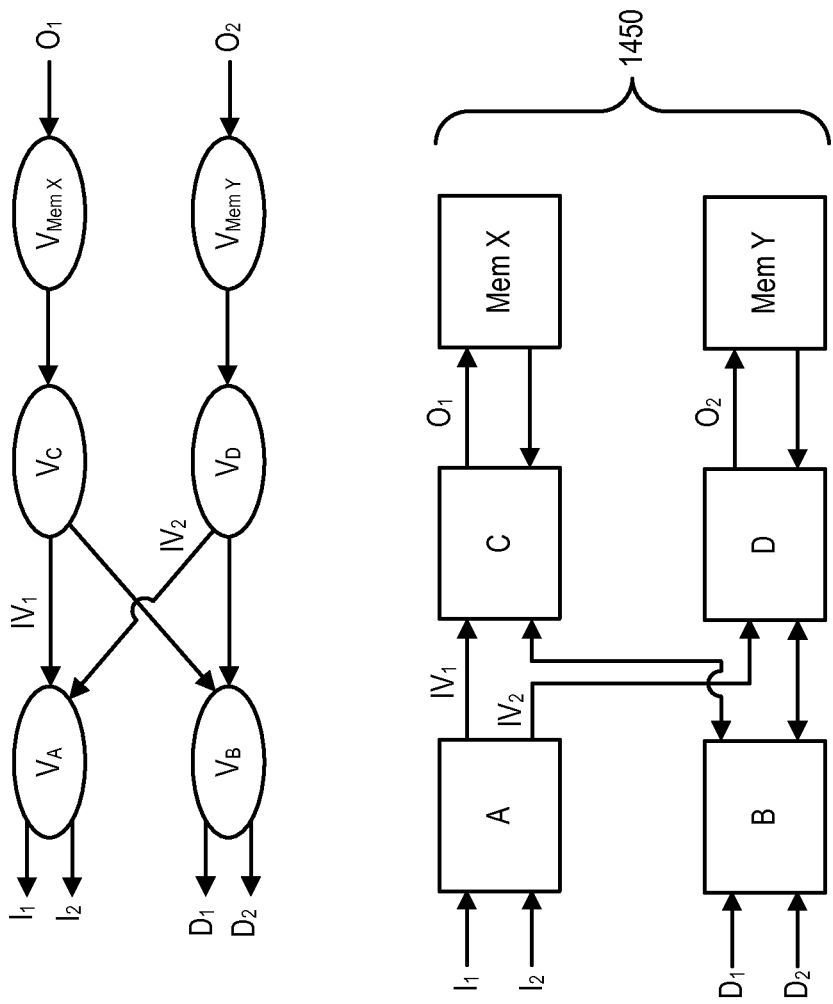 I1
I2
VA
IV1
VC
VMem X
O1
D1
D2
VB
IV2
VD
VMem Y
O2
I1
I2
A
IV1
IV2
C
O1
Mem X
D1
D2
B
D
O2
Mem Y
1450